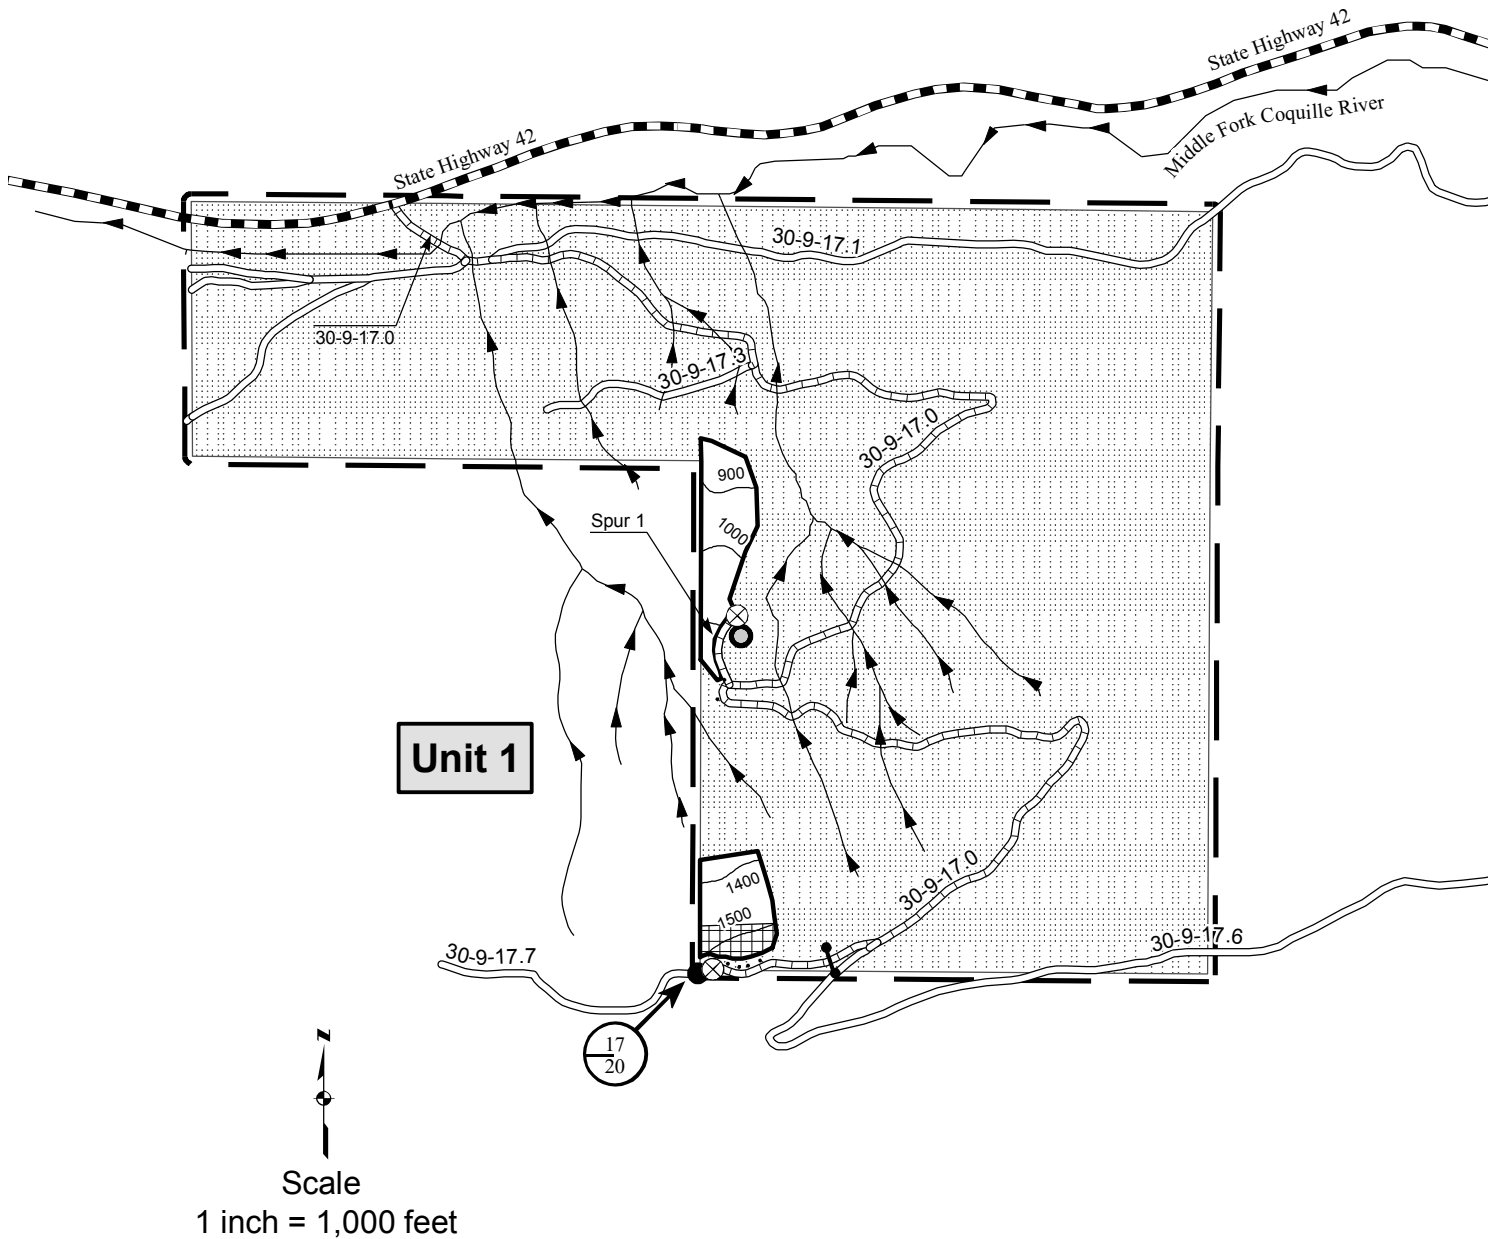 State Highway 42
Middle Fork Coquille River
State Highway 42
30-9-17.1
30-9-17.0
30-9-17.3
30-9-17.0
900
1000
Spur 1
Unit 1
1400
1500
30-9-17.0
30-9-17.6
30-9-17.7
17
20
z
Scale
1 inch = 1,000 feet